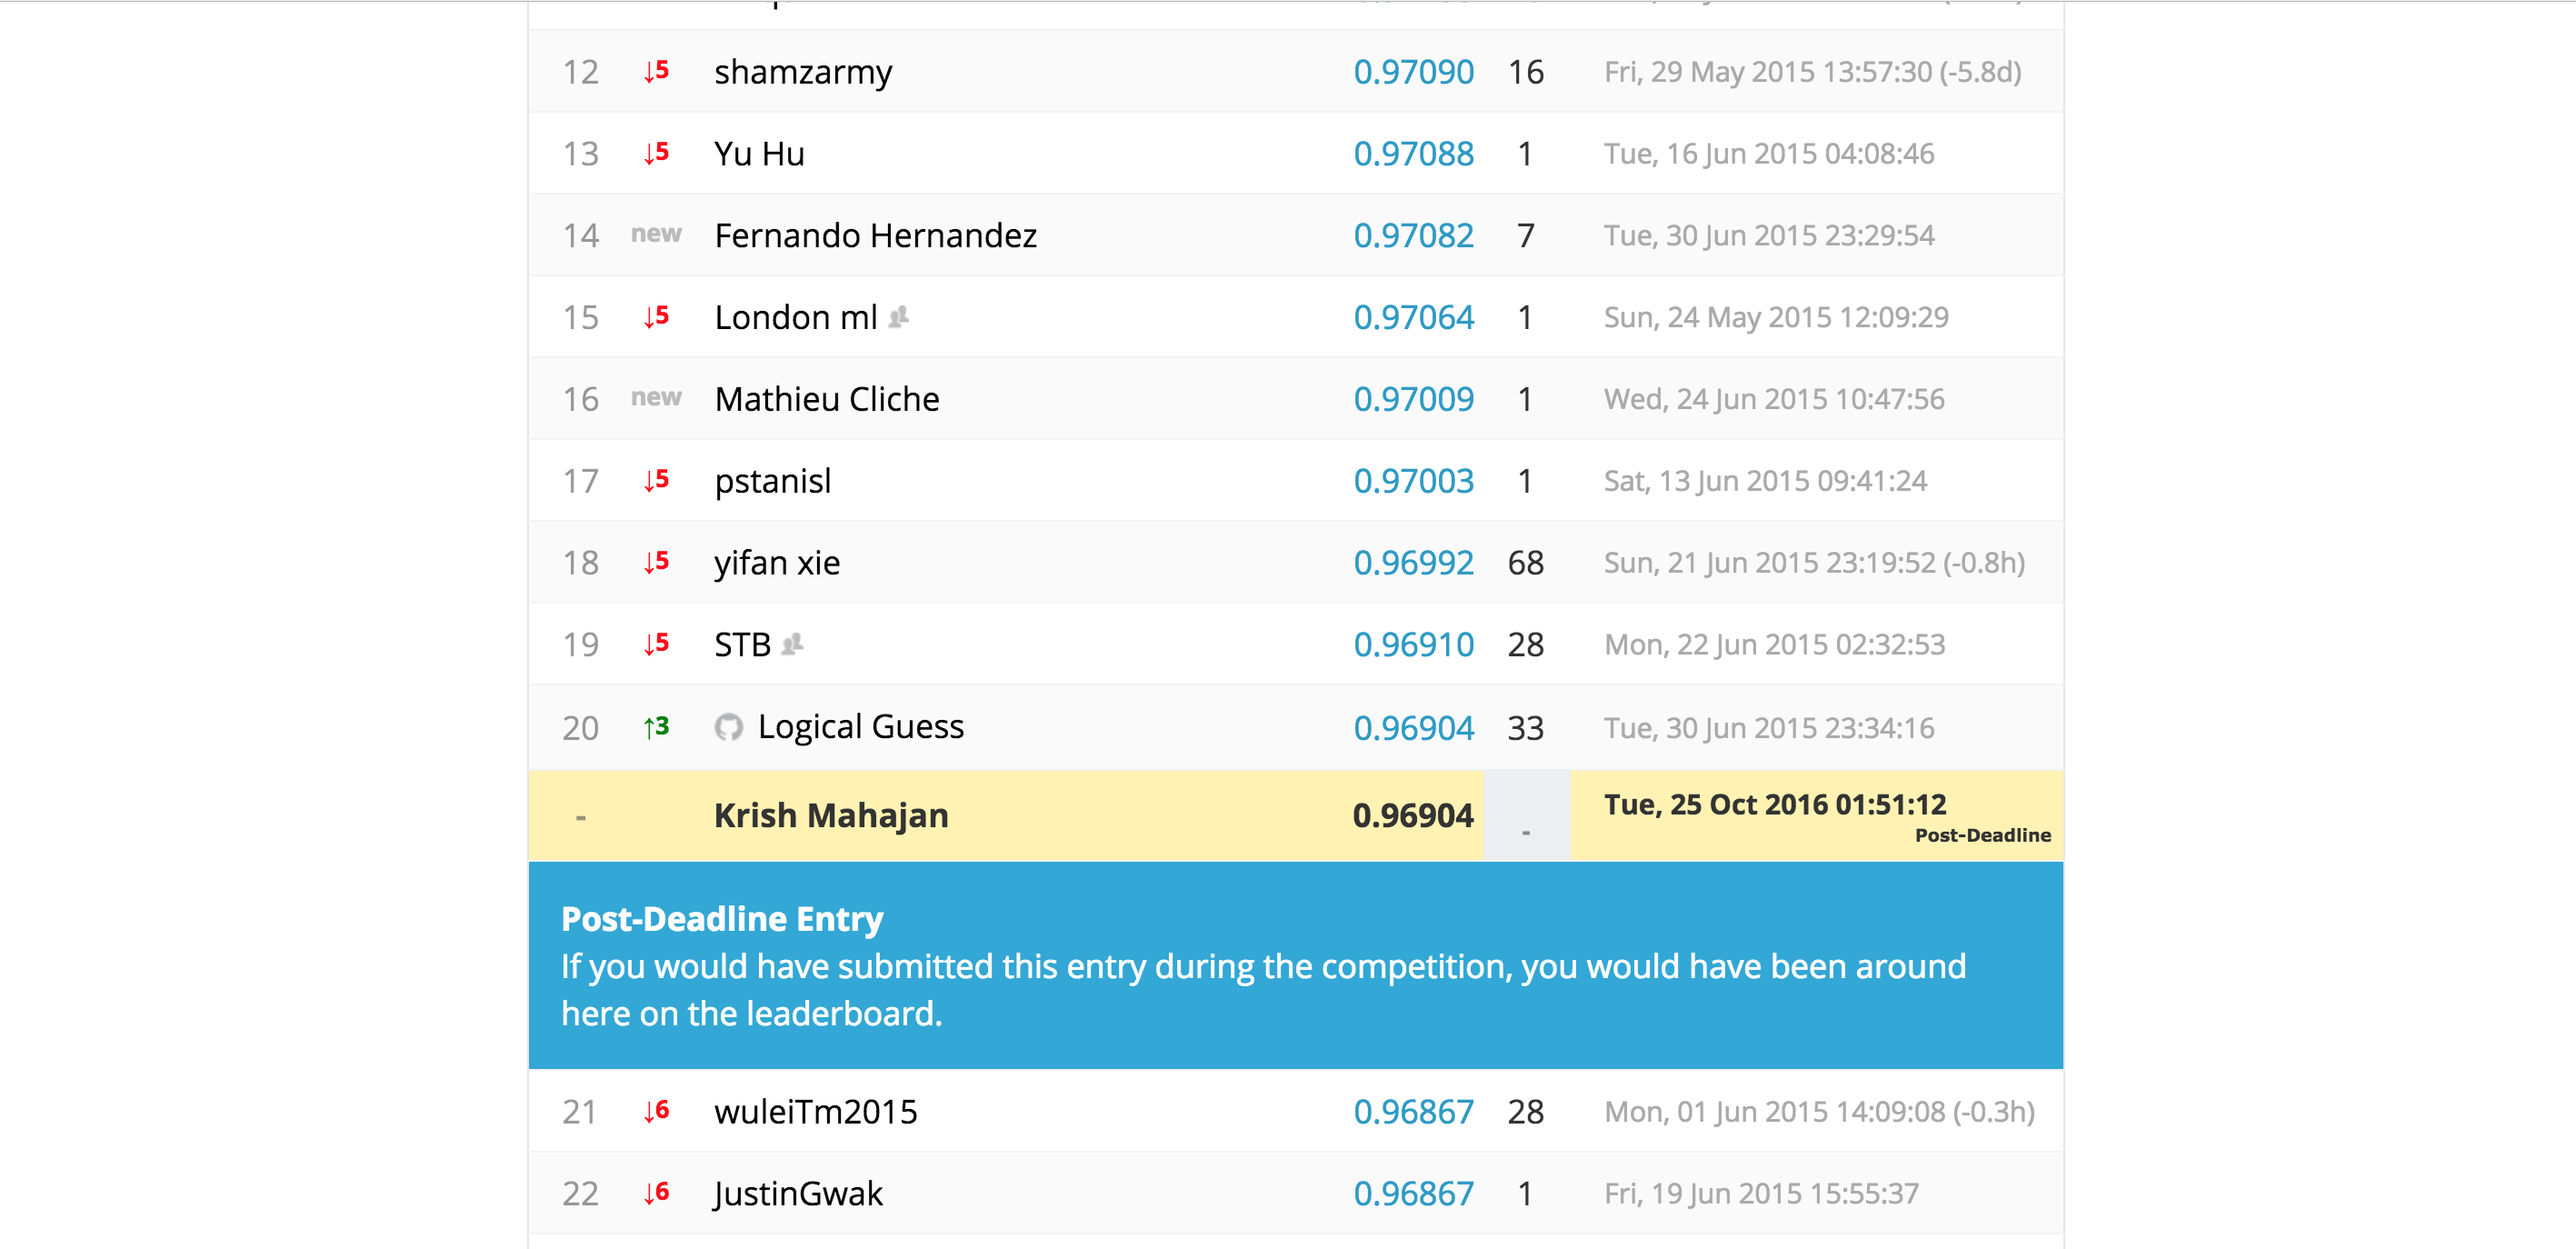 12 ↓5 shamzarmy 0.97090 16 Fri, 29 May 2015 13:57:30 (-5.8d)
13 ↓5 Yu Hu 0.97088 1 Tue, 16 Jun 2015 04:08:46
14 new Fernando Hernandez 0.97082 7 Tue, 30 Jun 2015 23:29:54
15 ↓5 London ml 0.97064 1 Sun, 24 May 2015 12:09:29
16 new Mathieu Cliche 0.97009 1 Wed, 24 Jun 2015 10:47:56
17 ↓5 pstanisl 0.97003 1 Sat, 13 Jun 2015 09:41:24
18 ↓5 yifan xie 0.96992 68 Sun, 21 Jun 2015 23:19:52 (-0.8h)
19 ↓5 STB 0.96910 28 Mon, 22 Jun 2015 02:32:53
20 ↑3 Logical Guess 0.96904 33 Tue, 30 Jun 2015 23:34:16
- Krish Mahajan 0.96904 - Tue, 25 Oct 2016 01:51:12
Post-Deadline
Post-Deadline Entry
If you would have submitted this entry during the competition, you would have been around
here on the leaderboard.
21 ↓6 wuleiTm2015 0.96867 28 Mon, 01 Jun 2015 14:09:08 (-0.3h)
22 ↓6 JustinGwak 0.96867 1 Fri, 19 Jun 2015 15:55:37